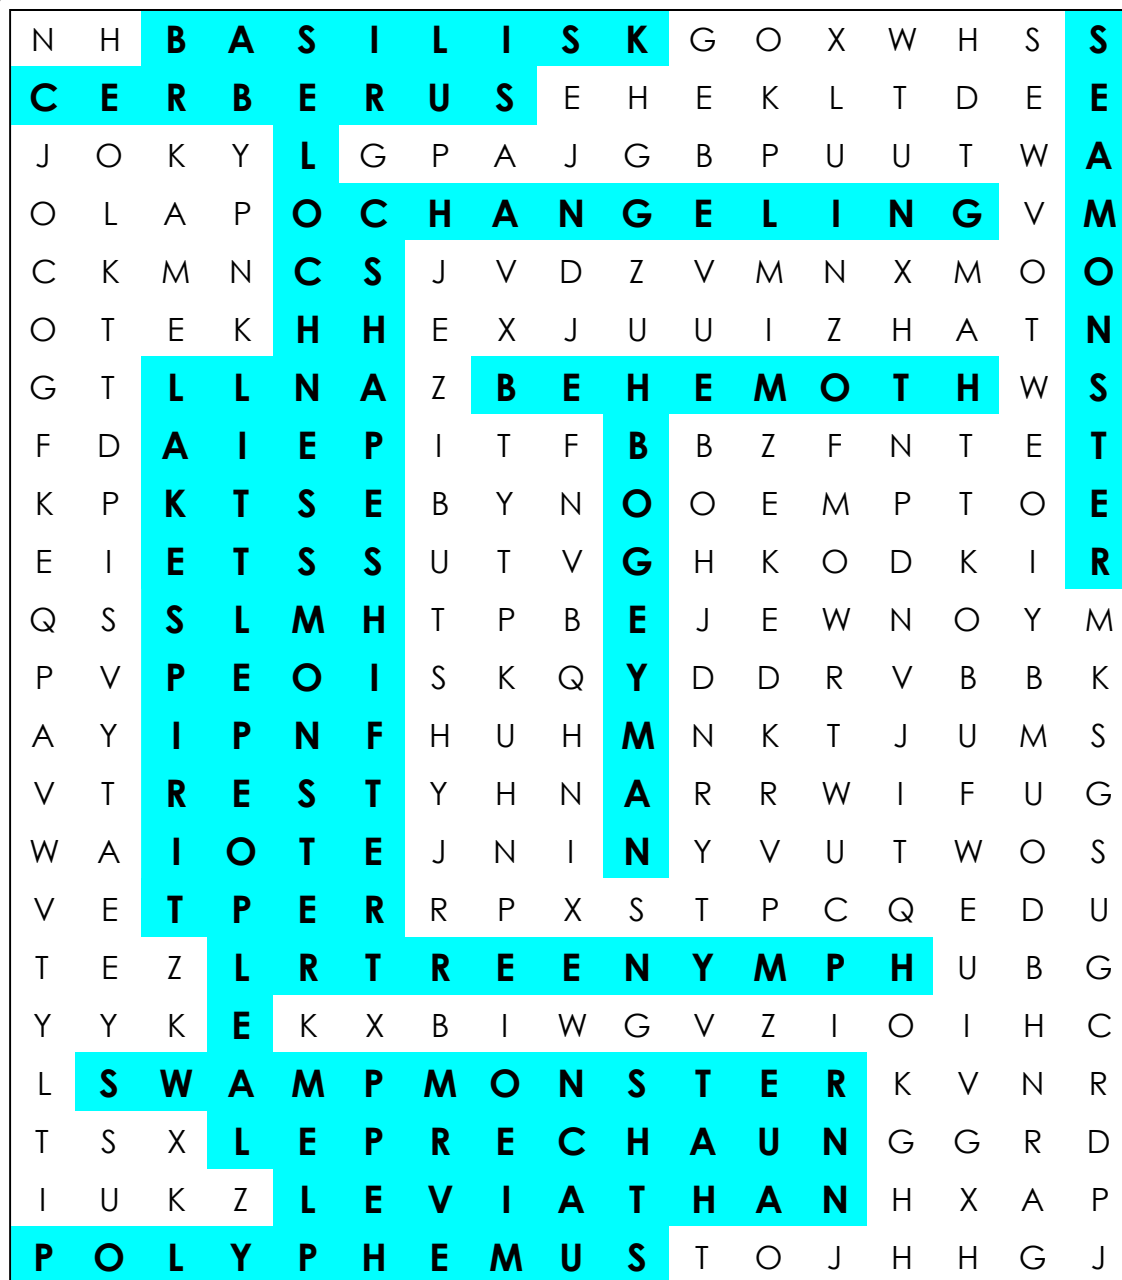 N H B A S I L I S K G O X W H S S
C E R B E R U S E H E K L T D E E
J O K Y L G P A J G B P U U T W A
O L A P O C H A N G E L I N G V M
C K M N C S J V D Z V M N X M O O
O T E K H H E X J U U I Z H A T N
G T L L N A Z B E H E M O T H W S
F D A I E P I T F B B Z F N T E T
K P K T S E B Y N O O E M P T O E
E I E T S S U T V G H K O D K I R
Q S S L M H T P B E J E W N O Y M
P V P E O I S K Q Y D D R V B B K
A Y I P N F H U H M N K T J U M S
V T R E S T Y H N A R R W I F U G
W A I O T E J N I N Y V U T W O S
V E T P E R R P X S T P C Q E D U
T E Z L R T R E E N Y M P H U B G
Y Y K E K X B I W G V Z I O I H C
L S W A M P M O N S T E R K V N R
T S X L E P R E C H A U N G G R D
I U K Z L E V I A T H A N H X A P
P O L Y P H E M U S T O J H H G J